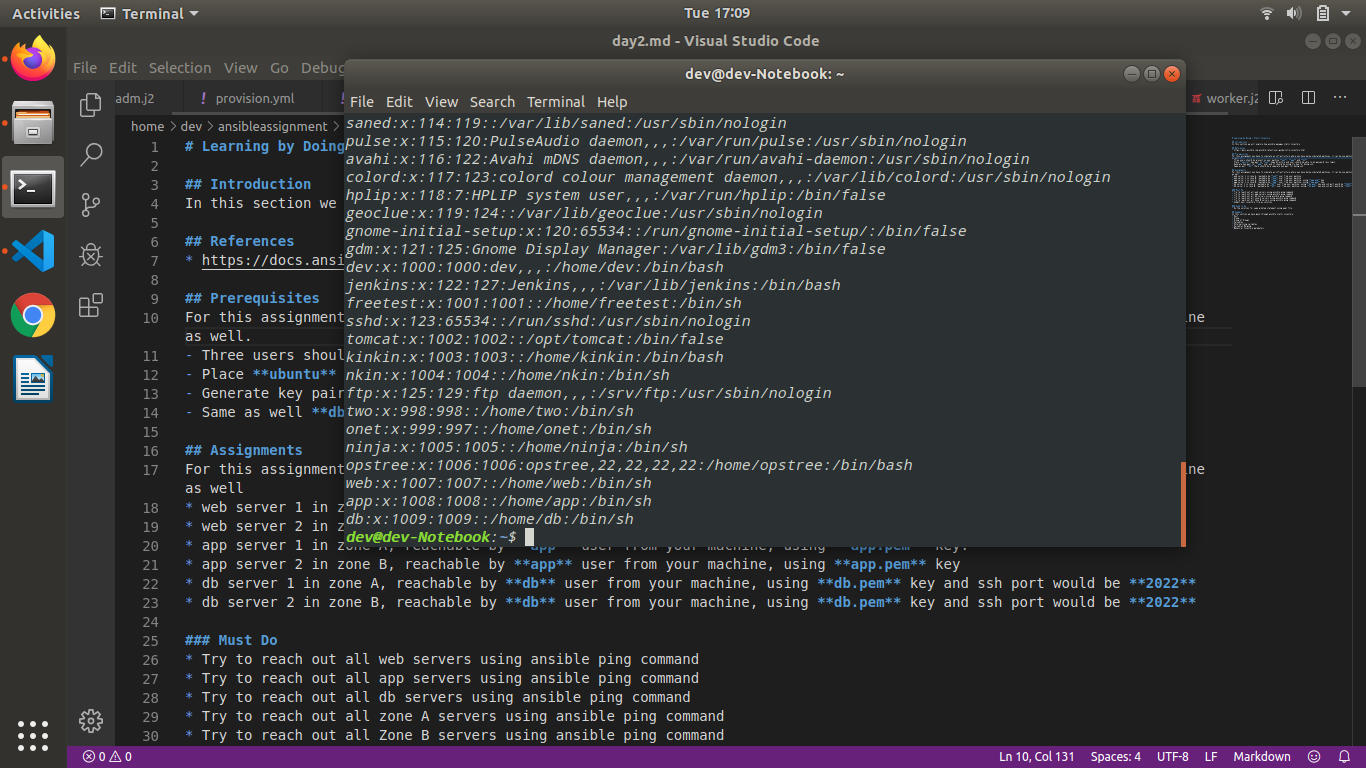 Activities Terminal Tue 17:09
day2.md - Visual Studio Code
File Edit Selection View Go Debug
dev@dev-Notebook: ~
adm.j2 ! provision.yml ! worker.j2
File Edit View Search Terminal Help
home > dev > ansibleassignment >
saned:x:114:119::/var/lib/saned:/usr/sbin/nologin
pulse:x:115:120:PulseAudio daemon,,,:/var/run/pulse:/usr/sbin/nologin
avahi:x:116:122:Avahi mDNS daemon,,,:/var/run/avahi-daemon:/usr/sbin/nologin
colord:x:117:123:colord colour management daemon,,,:/var/lib/colord:/usr/sbin/nologin
hplip:x:118:7:HPLIP system user,,,:/var/run/hplip:/bin/false
geoclue:x:119:124::/var/lib/geoclue:/usr/sbin/nologin
gnome-initial-setup:x:120:65534::/run/gnome-initial-setup/:/bin/false
gdm:x:121:125:Gnome Display Manager:/var/lib/gdm3:/bin/false
dev:x:1000:1000:dev,,,:/home/dev:/bin/bash
jenkins:x:122:127:Jenkins,,,:/var/lib/jenkins:/bin/bash
freetest:x:1001:1001::/home/freetest:/bin/sh
sshd:x:123:65534::/run/sshd:/usr/sbin/nologin
tomcat:x:1002:1002::/opt/tomcat:/bin/false
kinkin:x:1003:1003::/home/kinkin:/bin/bash
nkin:x:1004:1004::/home/nkin:/bin/sh
ftp:x:125:129:ftp daemon,,,:/srv/ftp:/usr/sbin/nologin
two:x:998:998::/home/two:/bin/sh
onet:x:999:997::/home/onet:/bin/sh
ninja:x:1005:1005::/home/ninja:/bin/sh
opstree:x:1006:1006:opstree,22,22,22,22:/home/opstree:/bin/bash
web:x:1007:1007::/home/web:/bin/sh
app:x:1008:1008::/home/app:/bin/sh
db:x:1009:1009::/home/db:/bin/sh
dev@dev-Notebook:~$
1 # Learning by Doing
2
3 ## Introduction
4 In this section we
5
6 ## References
7 * https://docs.ansi
8
9 ## Prerequisites
10 For this assignment ne
as well.
11 - Three users shoul
12 - Place **ubuntu**
13 - Generate key pair
14 - Same as well **db
15
16 ## Assignments
17 For this assignment ne
as well
18 * web server 1 in z
19 * web server 2 in z
20 * app server 1 in zone A, reachable by **app** user from your machine, using **app.pem** key.
21 * app server 2 in zone B, reachable by **app** user from your machine, using **app.pem** key
22 * db server 1 in zone A, reachable by **db** user from your machine, using **db.pem** key and ssh port would be **2022**
23 * db server 2 in zone B, reachable by **db** user from your machine, using **db.pem** key and ssh port would be **2022**
24
25 ### Must Do
26 * Try to reach out all web servers using ansible ping command
27 * Try to reach out all app servers using ansible ping command
28 * Try to reach out all db servers using ansible ping command
29 * Try to reach out all zone A servers using ansible ping command
30 * Try to reach out all Zone B servers using ansible ping command
0 0 Ln 10, Col 131 Spaces: 4 UTF-8 LF Markdown